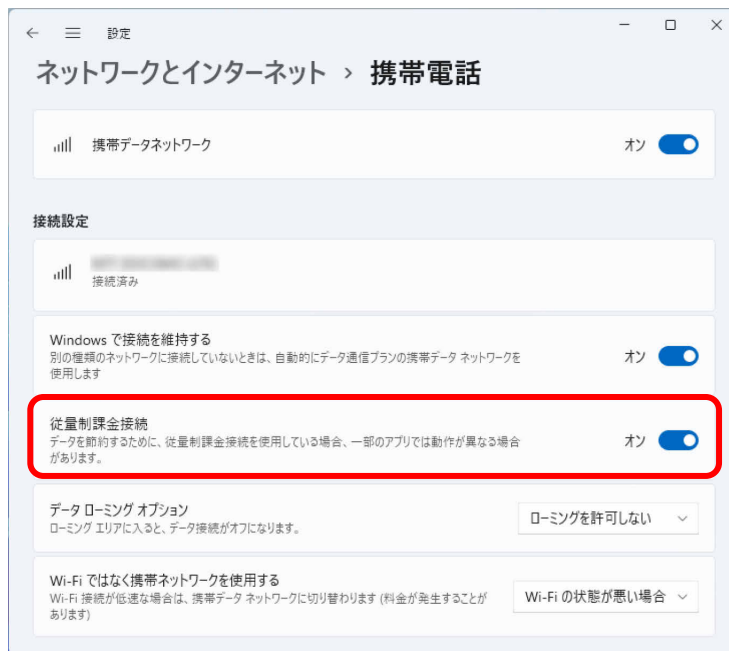 設定
ネットワークとインターネット › 携帯電話
携帯データネットワーク
オン
接続設定
接続済み
Windows で接続を維持する
別の種類のネットワークに接続していないときは、自動的にデータ通信プランの携帯データ ネットワークを
使用します
オン
従量制課金接続
データを節約するために、従量制課金接続を使用している場合、一部のアプリでは動作が異なる場合
があります。
オン
データ ローミング オプション
ローミング エリアに入ると、データ接続がオフになります。
ローミングを許可しない
Wi-Fi ではなく携帯ネットワークを使用する
Wi-Fi 接続が低速な場合は、携帯データ ネットワークに切り替わります (料金が発生することが
あります)
Wi-Fi の状態が悪い場合